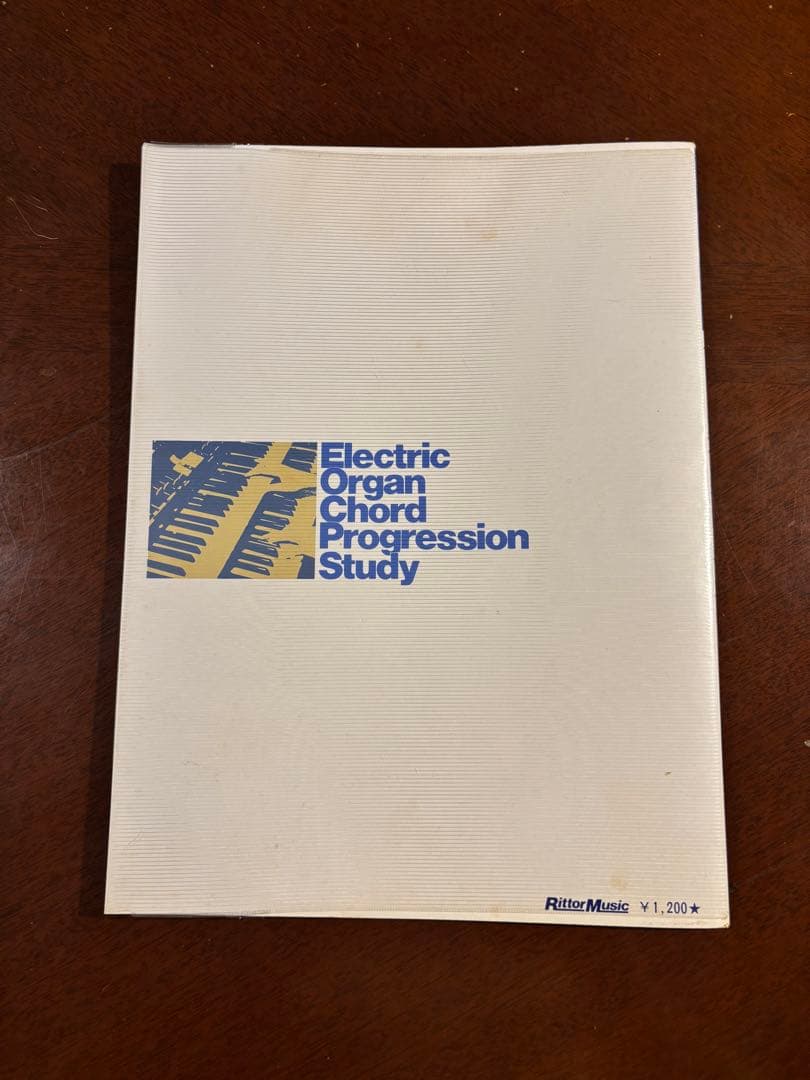 Electric
Organ
Chord
Progression
Study
RittorMusic ¥1,200★